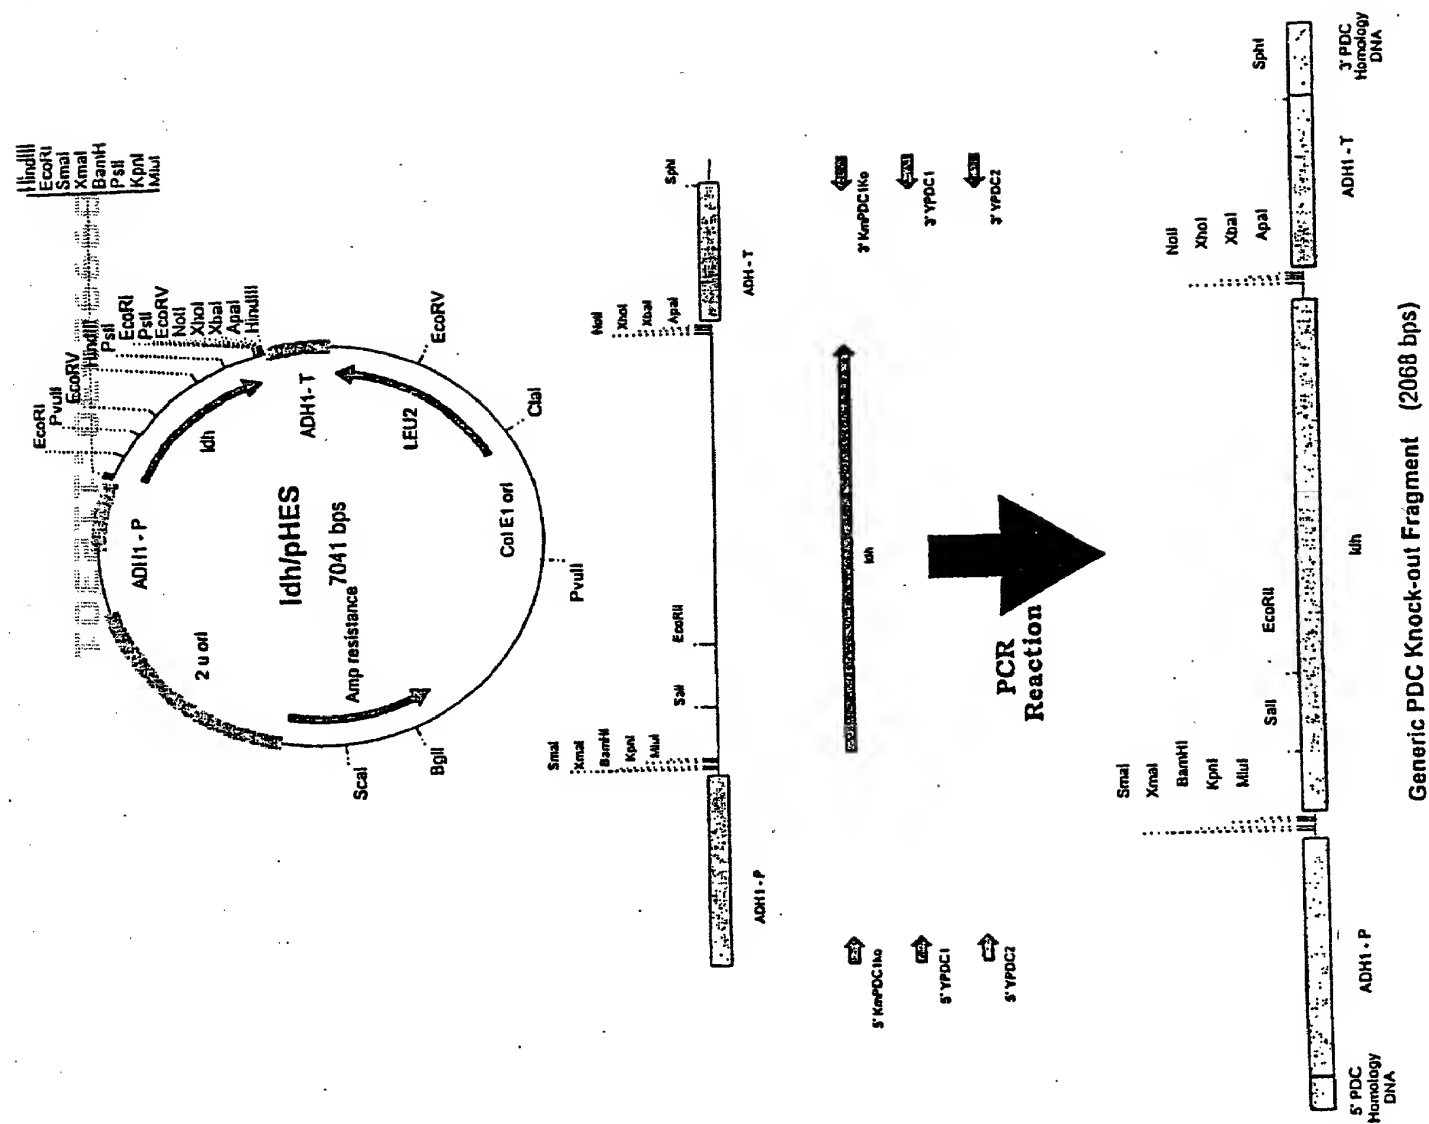 HindIII
EcoRI
SmaI
XmaI
BamH
PstI
KpnI
MluI
EcoRI
PvuII
EcoRV
HindIII
PstI
EcoRI
PstI
EcoRV
NotI
XhoI
XbaI
ApaI
HindIII
ADH1 - P
ldh
ADH1 - T
LEU2
EcoRV
ClaI
ldh/pHES
7041 bps
Col E1 ori
PvuII
2 u ori
Amp resistance
ScaI
BglI
ADH1 - P
SmaI
XmaI
BamHI
KpnI
MluI
SalI
EcoRII
NotI
XhoI
XbaI
ApaI
ADH - T
SphI
ldh
5' KmPDC1ko
5' YPDC1
5' YPDC2
3' KmPDC1Ko
3' YPDC1
3' YPDC2
PCR
Reaction
5' PDC
Homology
DNA
ADH1 - P
SmaI
XmaI
BamHI
KpnI
MluI
SalI
EcoRII
ldh
NotI
XhoI
XbaI
ApaI
ADH1 - T
SphI
3' PDC
Homology
DNA
Generic PDC Knock-out Fragment (2068 bps)